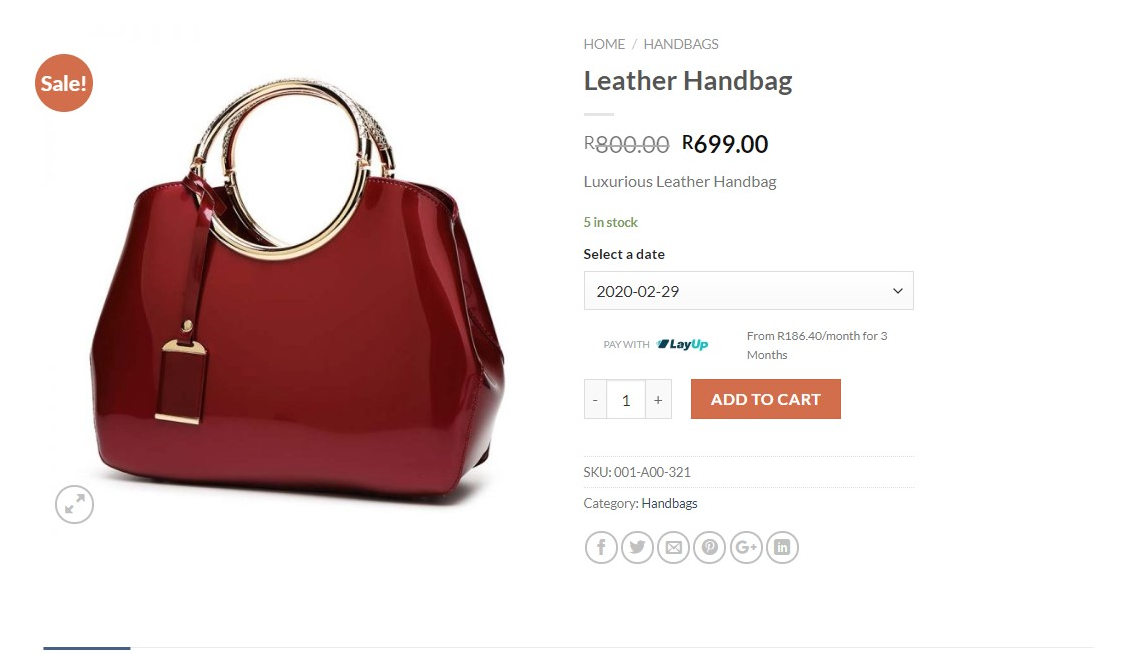 Sale!
HOME / HANDBAGS
Leather Handbag
R800.00 R699.00
Luxurious Leather Handbag
5 in stock
Select a date
2020-02-29
PAY WITH LayUp
From R186.40/month for 3
Months
- 1 +
ADD TO CART
SKU: 001-A00-321
Category: Handbags